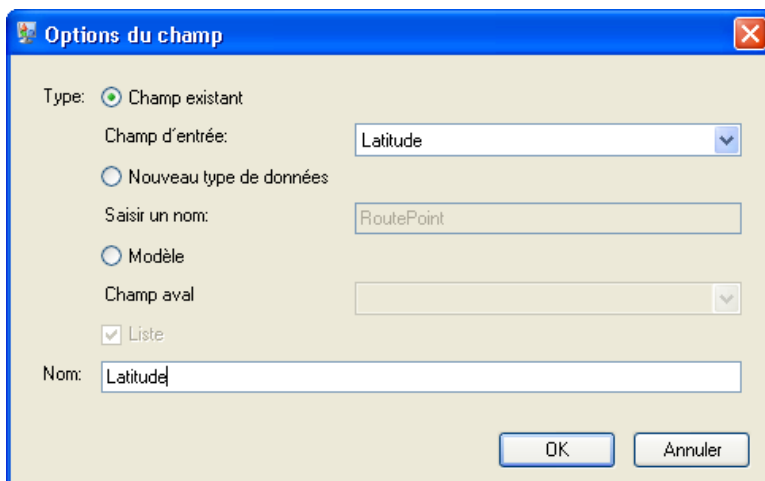 Options du champ
Type: Champ existant
Champ d´entrée: Latitude
Nouveau type de données
Saisir un nom: RoutePoint
Modèle
Champ aval
Liste
Nom: Latitude
OK Annuler